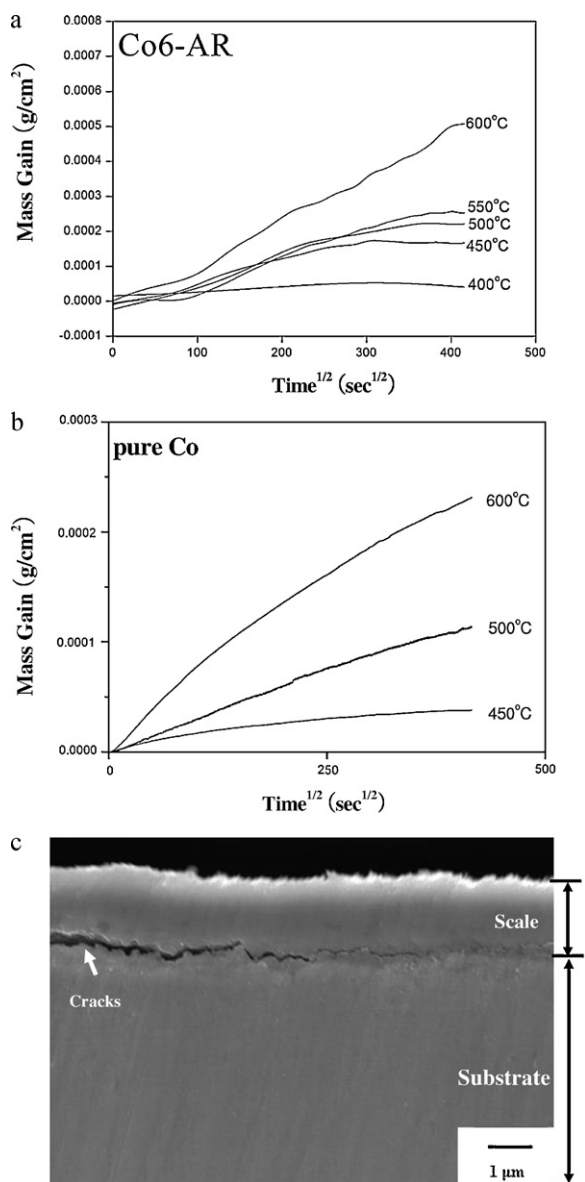 a
Co6-AR
Mass Gain (g/cm²)
0.0008
0.0007
0.0006
0.0005
0.0004
0.0003
0.0002
0.0001
0.0000
-0.0001
600°C
550°C
500°C
450°C
400°C
0
100
200
300
400
500
Time^1/2 (sec^1/2)
b
pure Co
Mass Gain (g/cm²)
0.0003
0.0002
0.0001
0.0000
600°C
500°C
450°C
0
250
500
Time^1/2 (sec^1/2)
c
Scale
Cracks
Substrate
1 μm